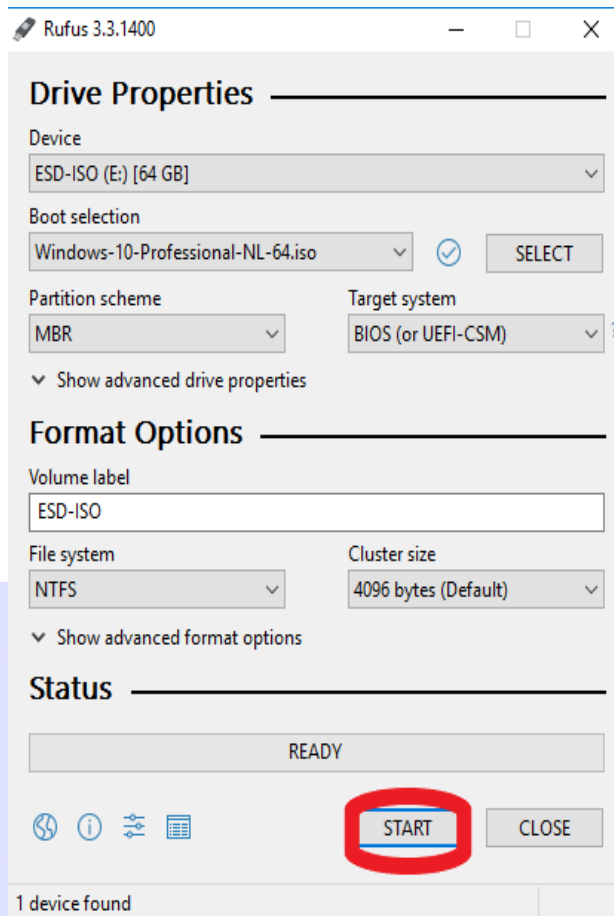 Rufus 3.3.1400
Drive Properties
Device
ESD-ISO (E:) [64 GB]
Boot selection
Windows-10-Professional-NL-64.iso
SELECT
Partition scheme
Target system
MBR
BIOS (or UEFI-CSM)
?
Show advanced drive properties
Format Options
Volume label
ESD-ISO
File system
Cluster size
NTFS
4096 bytes (Default)
Show advanced format options
Status
READY
START
CLOSE
1 device found